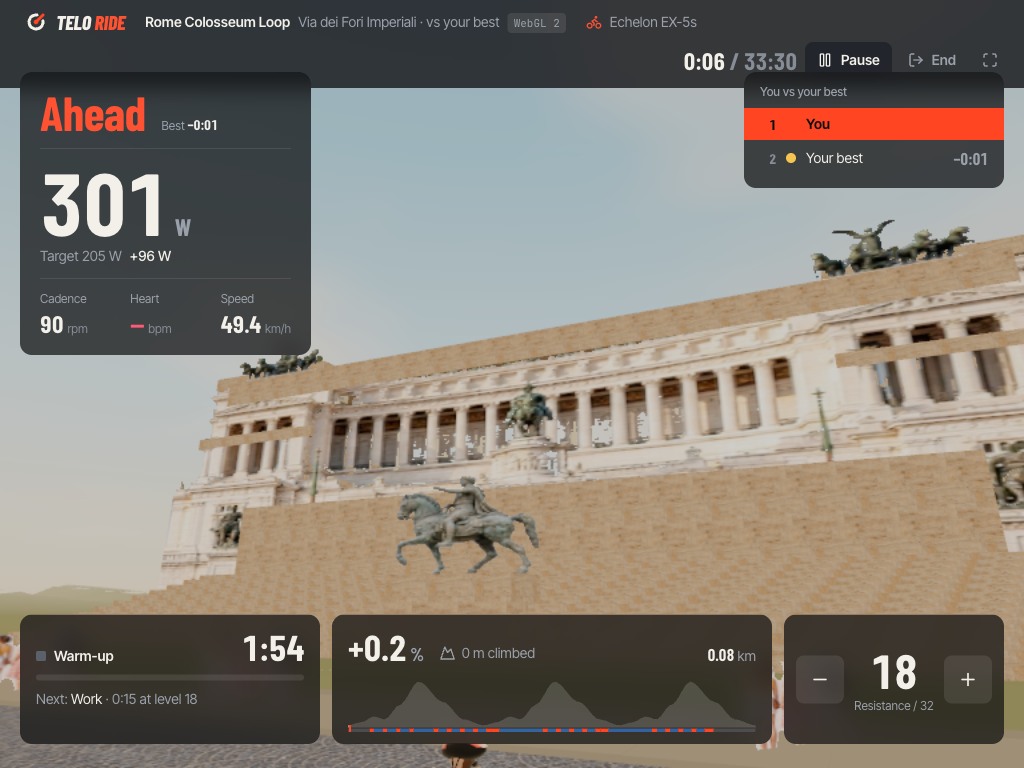 TELO RIDE Rome Colosseum Loop Via dei Fori Imperiali · vs your best WebGL 2 Echelon EX-5s
0:06 / 33:30 Pause End
Ahead Best −0:01
301 W
Target 205 W +96 W
Cadence Heart Speed
90 rpm – bpm 49.4 km/h
You vs your best
1 You
2 Your best −0:01
Warm-up 1:54
Next: Work · 0:15 at level 18
+0.2 % 0 m climbed 0.08 km
− 18 +
Resistance / 32